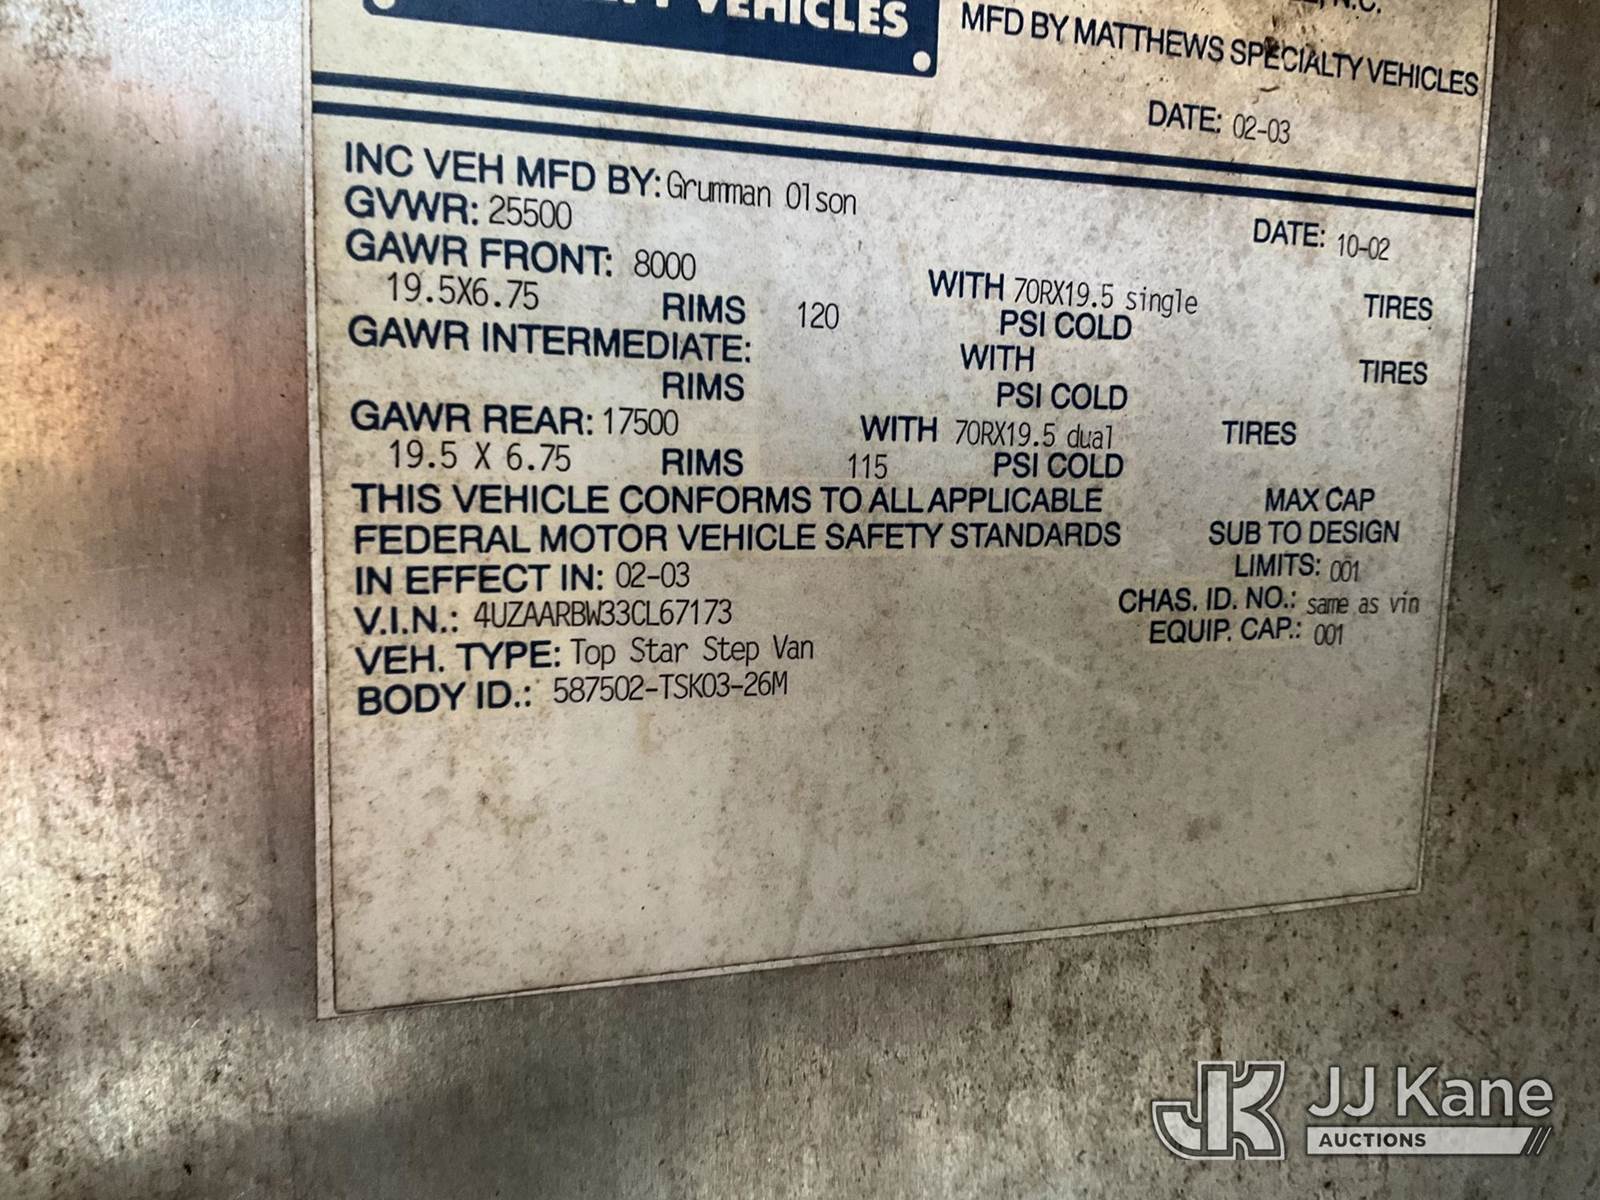 VEHICLES
N.C.
MFD BY MATTHEWS SPECIALTY VEHICLES
DATE: 02-03
INC VEH MFD BY: Grumman Olson
DATE: 10-02
GVWR: 25500
GAWR FRONT: 8000 WITH 70RX19.5 single TIRES
19.5X6.75 RIMS 120 PSI COLD
GAWR INTERMEDIATE: WITH TIRES
RIMS PSI COLD
GAWR REAR: 17500 WITH 70RX19.5 dual TIRES
19.5 X 6.75 RIMS 115 PSI COLD
THIS VEHICLE CONFORMS TO ALL APPLICABLE MAX CAP
FEDERAL MOTOR VEHICLE SAFETY STANDARDS SUB TO DESIGN
IN EFFECT IN: 02-03 LIMITS: 001
V.I.N.: 4UZAARBW33CL67173 CHAS. ID. NO.: same as vin
VEH. TYPE: Top Star Step Van EQUIP. CAP.: 001
BODY ID.: 587502-TSK03-26M
JK JJ Kane
AUCTIONS